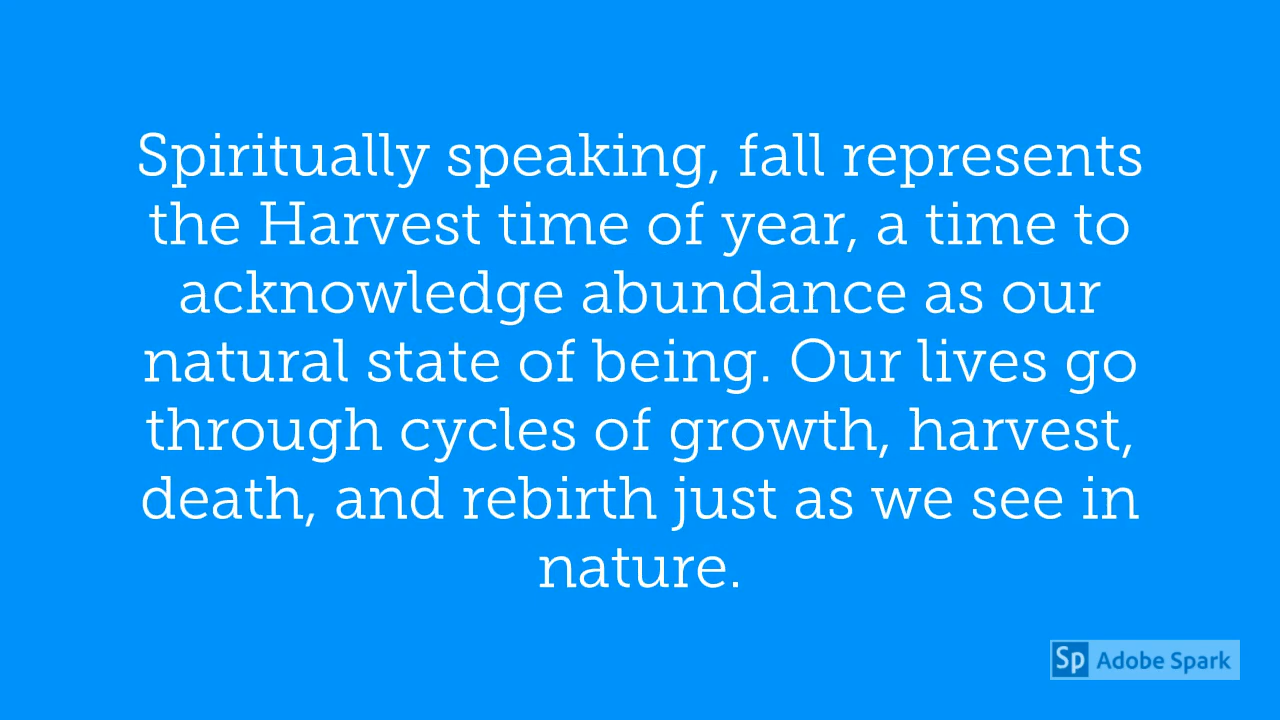 Spiritually speaking, fall represents
the Harvest time of year, a time to
acknowledge abundance as our
natural state of being. Our lives go
through cycles of growth, harvest,
death, and rebirth just as we see in
nature.
Sp Adobe Spark